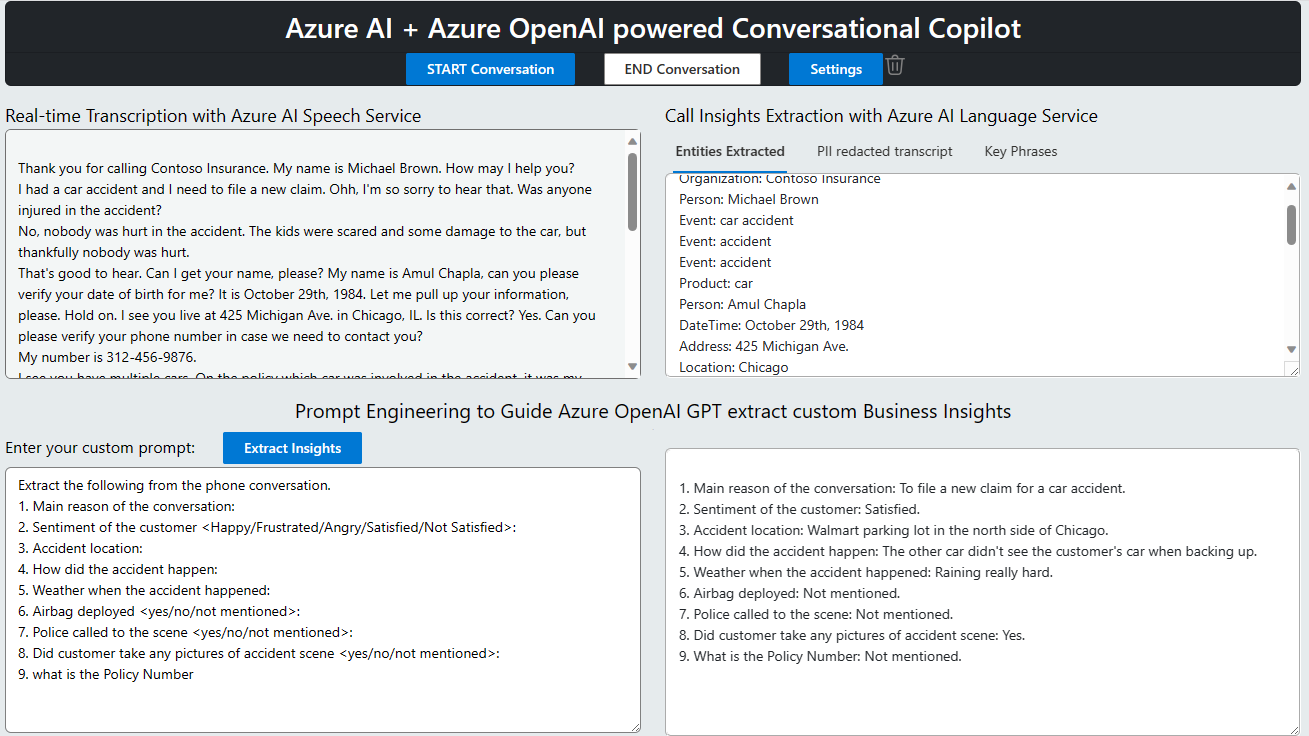 Azure AI + Azure OpenAI powered Conversational Copilot
START Conversation
END Conversation
Settings
Real-time Transcription with Azure AI Speech Service
Thank you for calling Contoso Insurance. My name is Michael Brown. How may I help you?
I had a car accident and I need to file a new claim. Ohh, I'm so sorry to hear that. Was anyone
injured in the accident?
No, nobody was hurt in the accident. The kids were scared and some damage to the car, but
thankfully nobody was hurt.
That's good to hear. Can I get your name, please? My name is Amul Chapla, can you please
verify your date of birth for me? It is October 29th, 1984. Let me pull up your information,
please. Hold on. I see you live at 425 Michigan Ave. in Chicago, IL. Is this correct? Yes. Can you
please verify your phone number in case we need to contact you?
My number is 312-456-9876.
I see you have multiple cars. On the policy which car was involved in the accident, it was my
Call Insights Extraction with Azure AI Language Service
Entities Extracted
PII redacted transcript
Key Phrases
Organization: Contoso Insurance
Person: Michael Brown
Event: car accident
Event: accident
Event: accident
Product: car
Person: Amul Chapla
DateTime: October 29th, 1984
Address: 425 Michigan Ave.
Location: Chicago
Prompt Engineering to Guide Azure OpenAI GPT extract custom Business Insights
Enter your custom prompt:
Extract Insights
Extract the following from the phone conversation.
1. Main reason of the conversation:
2. Sentiment of the customer <Happy/Frustrated/Angry/Satisfied/Not Satisfied>:
3. Accident location:
4. How did the accident happen:
5. Weather when the accident happened:
6. Airbag deployed <yes/no/not mentioned>:
7. Police called to the scene <yes/no/not mentioned>:
8. Did customer take any pictures of accident scene <yes/no/not mentioned>:
9. what is the Policy Number
1. Main reason of the conversation: To file a new claim for a car accident.
2. Sentiment of the customer: Satisfied.
3. Accident location: Walmart parking lot in the north side of Chicago.
4. How did the accident happen: The other car didn't see the customer's car when backing up.
5. Weather when the accident happened: Raining really hard.
6. Airbag deployed: Not mentioned.
7. Police called to the scene: Not mentioned.
8. Did customer take any pictures of accident scene: Yes.
9. What is the Policy Number: Not mentioned.